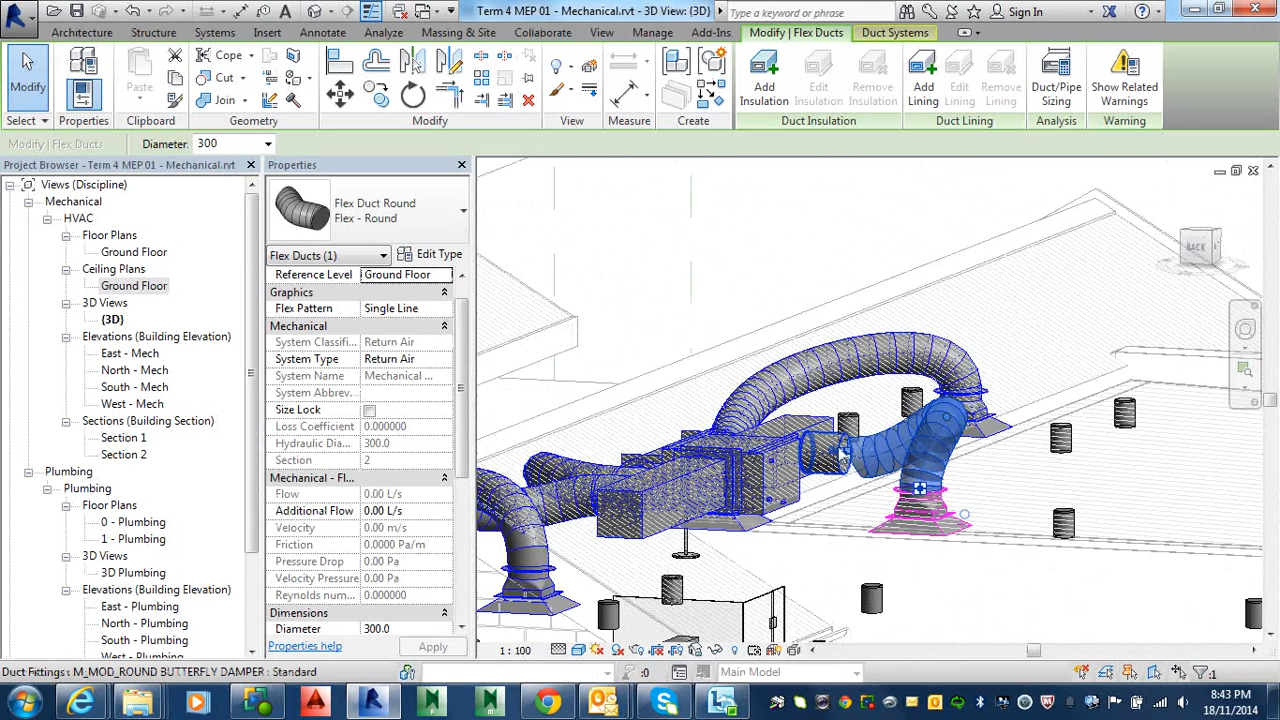 Term 4 MEP 01 - Mechanical.rvt - 3D View: {3D}
Type a keyword or phrase
Sign In
Architecture
Structure
Systems
Insert
Annotate
Analyze
Massing & Site
Collaborate
View
Manage
Add-Ins
Modify | Flex Ducts
Duct Systems
Modify
Paste
Cope
Cut
Join
Add Insulation
Edit Insulation
Remove Insulation
Add Lining
Edit Lining
Remove Lining
Duct/Pipe Sizing
Show Related Warnings
Select
Properties
Clipboard
Geometry
Modify
View
Measure
Create
Duct Insulation
Duct Lining
Analysis
Warning
Modify | Flex Ducts
Diameter: 300
Project Browser - Term 4 MEP 01 - Mechanical.rvt
Views (Discipline)
Mechanical
HVAC
Floor Plans
Ground Floor
Ceiling Plans
Ground Floor
3D Views
{3D}
Elevations (Building Elevation)
East - Mech
North - Mech
South - Mech
West - Mech
Sections (Building Section)
Section 1
Section 2
Plumbing
Plumbing
Floor Plans
0 - Plumbing
1 - Plumbing
3D Views
3D Plumbing
Elevations (Building Elevation)
East - Plumbing
North - Plumbing
South - Plumbing
West - Plumbing
Properties
Flex Duct Round
Flex - Round
Flex Ducts (1)
Edit Type
Reference Level Ground Floor
Graphics
Flex Pattern Single Line
Mechanical
System Classifi... Return Air
System Type Return Air
System Name Mechanical ...
System Abbrev...
Size Lock
Loss Coefficient 0.000000
Hydraulic Dia... 300.0
Section 2
Mechanical - Fl...
Flow 0.00 L/s
Additional Flow 0.00 L/s
Velocity 0.00 m/s
Friction 0.0000 Pa/m
Pressure Drop 0.00 Pa
Velocity Pressure 0.00 Pa
Reynolds num... 0.000000
Dimensions
Diameter 300.0
Properties help
Apply
BACK
1 : 100
Duct Fittings : M_MOD_ROUND BUTTERFLY DAMPER : Standard
:0
Main Model
:1
8:43 PM
18/11/2014